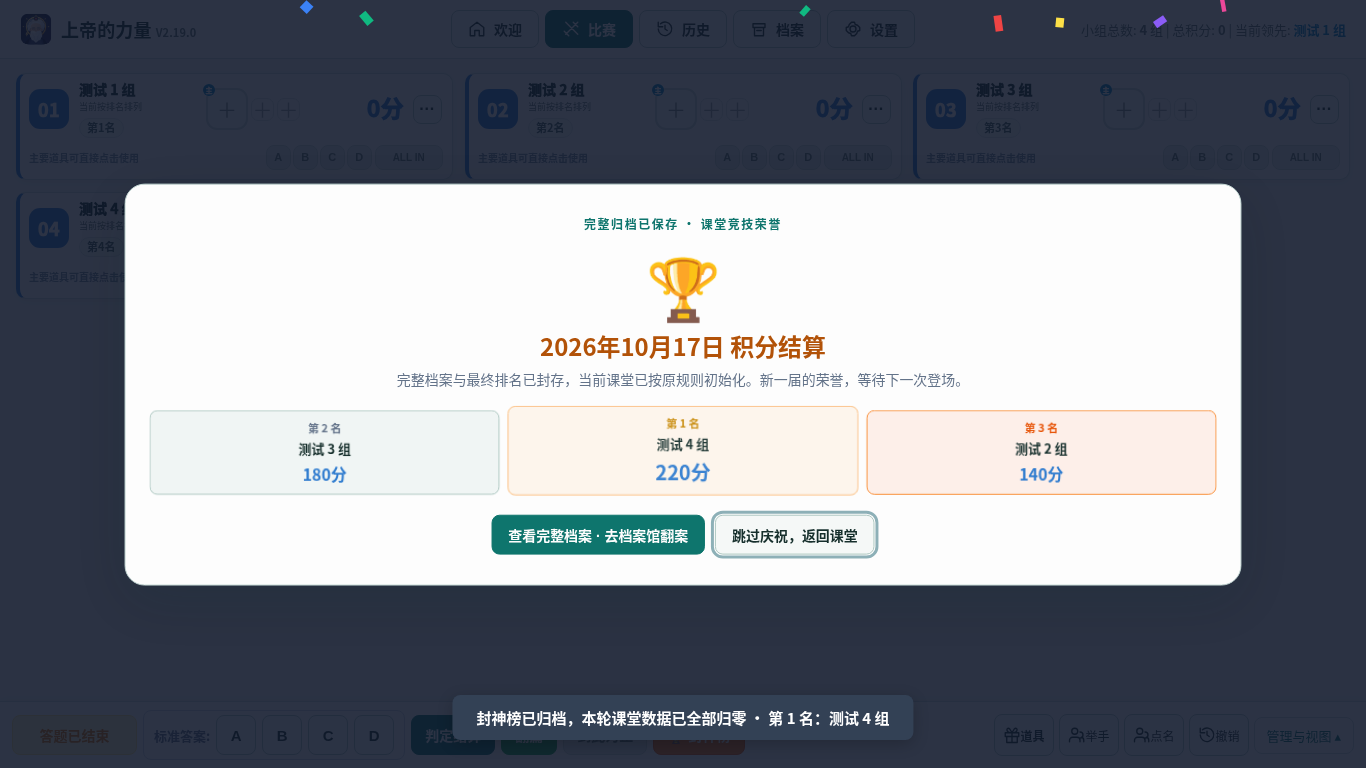 上帝的力量 V2.19.0
欢迎
比赛
历史
档案
设置
小组总数: 4 组 | 总积分: 0 | 当前领先: 测试 1 组
01
测试 1 组
当前按排名排列
第1名
主
0分
主要道具可直接点击使用
A
B
C
D
ALL IN
02
测试 2 组
当前按排名排列
第2名
主
0分
主要道具可直接点击使用
A
B
C
D
ALL IN
03
测试 3 组
当前按排名排列
第3名
主
0分
主要道具可直接点击使用
A
B
C
D
ALL IN
04
测试 4
当前按排名
第4名
主要道具可直接点击
完整归档已保存 · 课堂竞技荣誉
2026年10月17日 积分结算
完整档案与最终排名已封存，当前课堂已按原规则初始化。新一届的荣誉，等待下一次登场。
第 2 名
测试 3 组
180分
第 1 名
测试 4 组
220分
第 3 名
测试 2 组
140分
查看完整档案 · 去档案馆翻案
跳过庆祝，返回课堂
封神榜已归档，本轮课堂数据已全部归零 · 第 1 名：测试 4 组
答题已结束
标准答案:
A
B
C
D
判定
道具
举手
点名
撤销
管理与视图 ▴